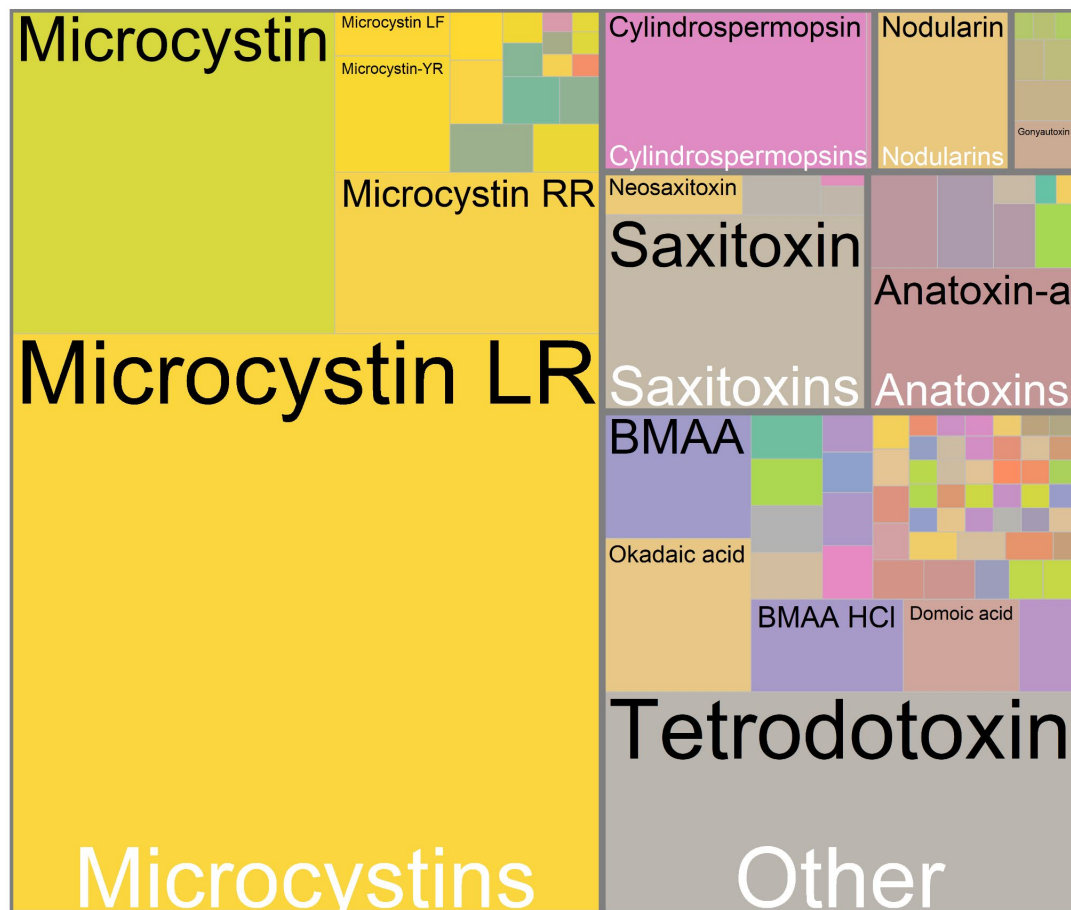 Microcystin
Microcystin LF
Microcystin-YR
Microcystin RR
Microcystin LR
Microcystins
Cylindrospermopsin
Cylindrospermopsins
Nodularin
Nodularins
Gonyautoxin
Neosaxitoxin
Saxitoxin
Saxitoxins
Anatoxin-a
Anatoxins
BMAA
Okadaic acid
BMAA HCl
Domoic acid
Tetrodotoxin
Other